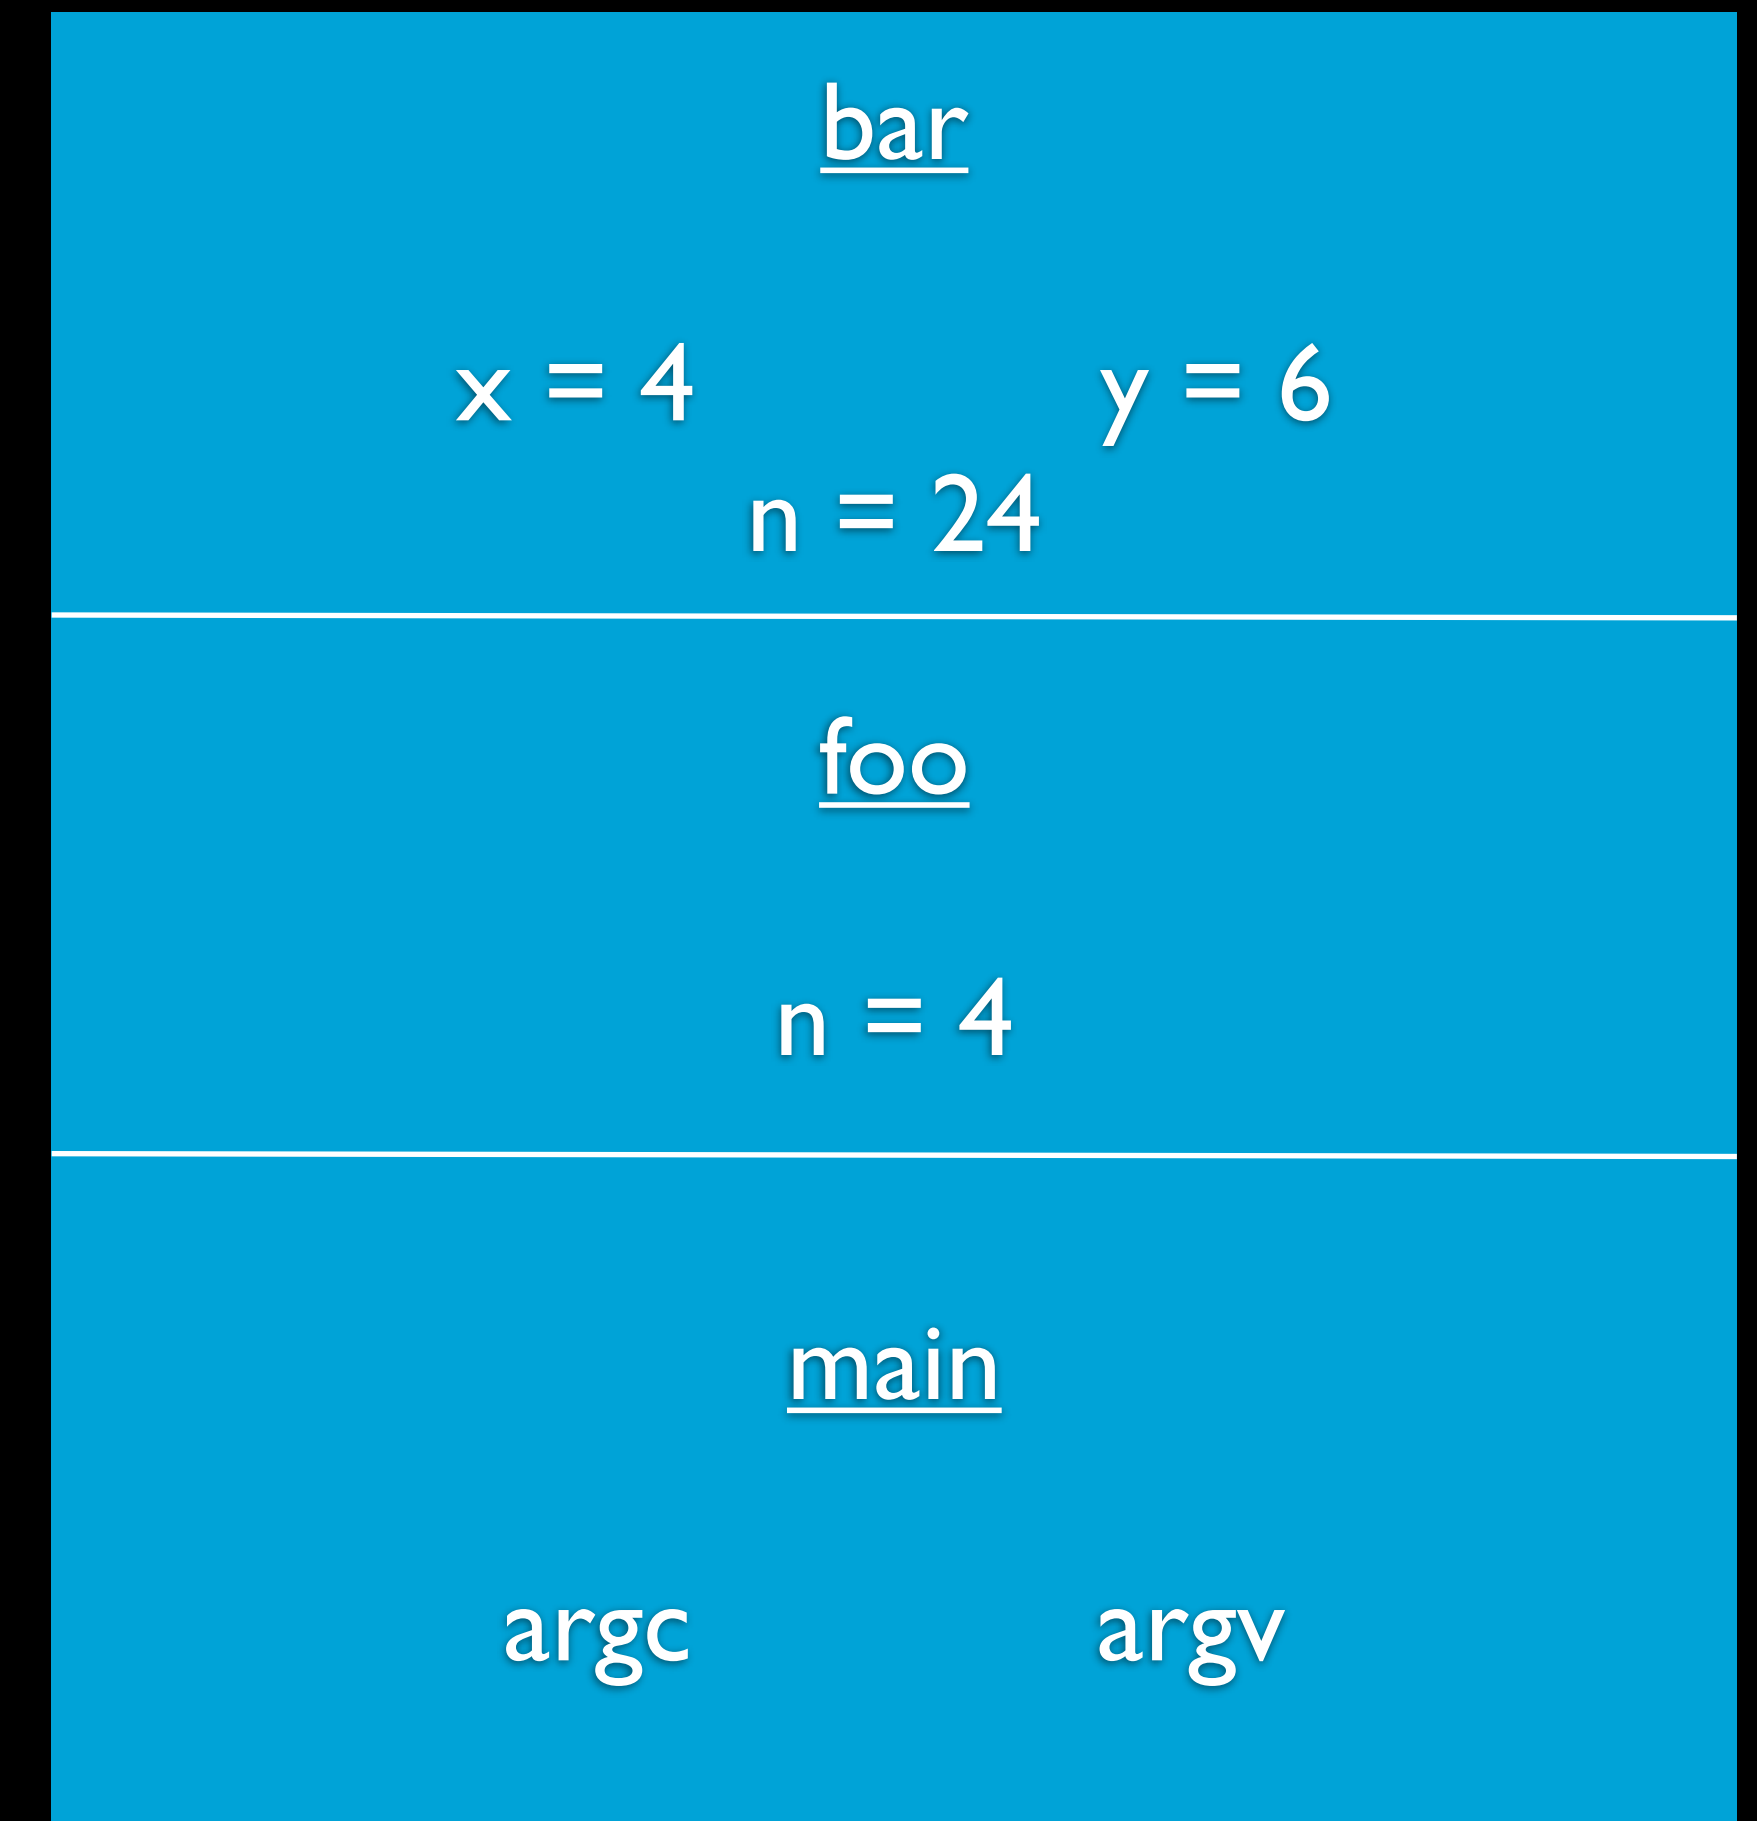 bar
x = 4 y = 6
n = 24
foo
n = 4
main
argc argv